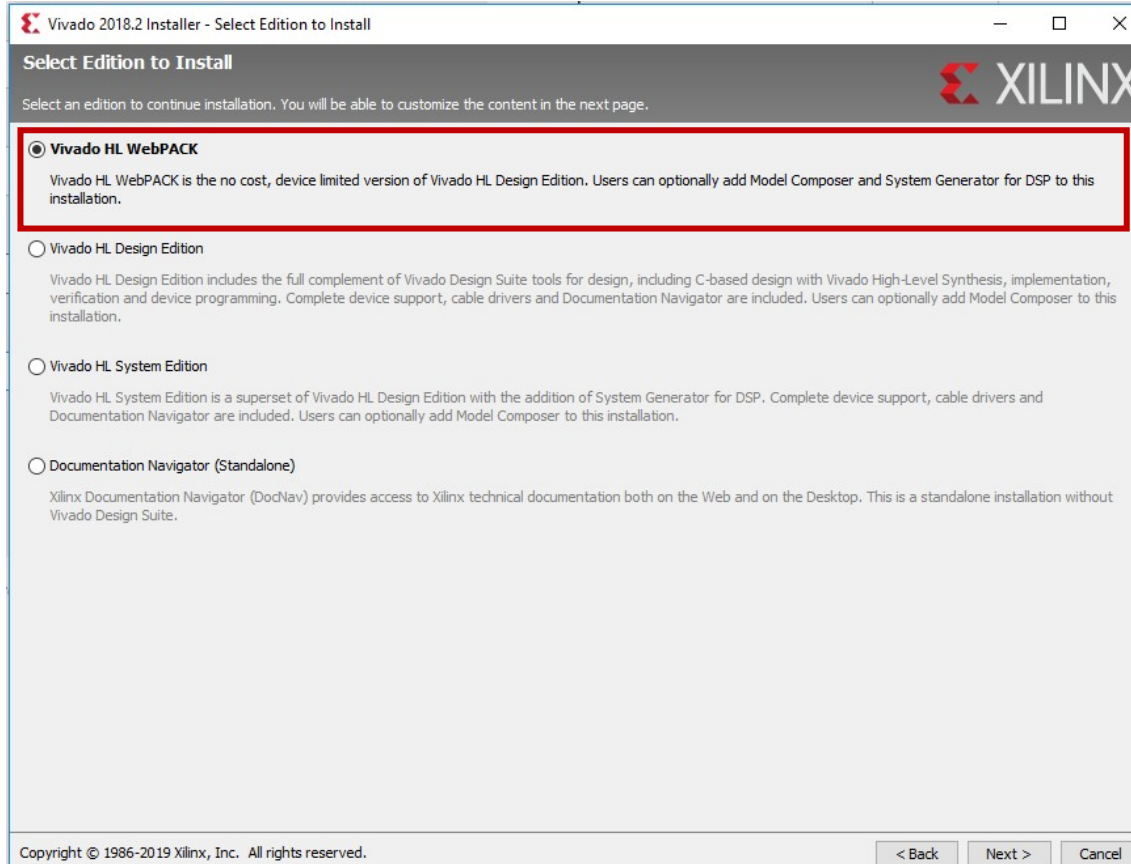 Vivado 2018.2 Installer - Select Edition to Install
Select Edition to Install
Select an edition to continue installation. You will be able to customize the content in the next page.
XILINX
Vivado HL WebPACK
Vivado HL WebPACK is the no cost, device limited version of Vivado HL Design Edition. Users can optionally add Model Composer and System Generator for DSP to this
installation.
Vivado HL Design Edition
Vivado HL Design Edition includes the full complement of Vivado Design Suite tools for design, including C-based design with Vivado High-Level Synthesis, implementation,
verification and device programming. Complete device support, cable drivers and Documentation Navigator are included. Users can optionally add Model Composer to this
installation.
Vivado HL System Edition
Vivado HL System Edition is a superset of Vivado HL Design Edition with the addition of System Generator for DSP. Complete device support, cable drivers and
Documentation Navigator are included. Users can optionally add Model Composer to this installation.
Documentation Navigator (Standalone)
Xilinx Documentation Navigator (DocNav) provides access to Xilinx technical documentation both on the Web and on the Desktop. This is a standalone installation without
Vivado Design Suite.
Copyright © 1986-2019 Xilinx, Inc. All rights reserved.
< Back
Next >
Cancel